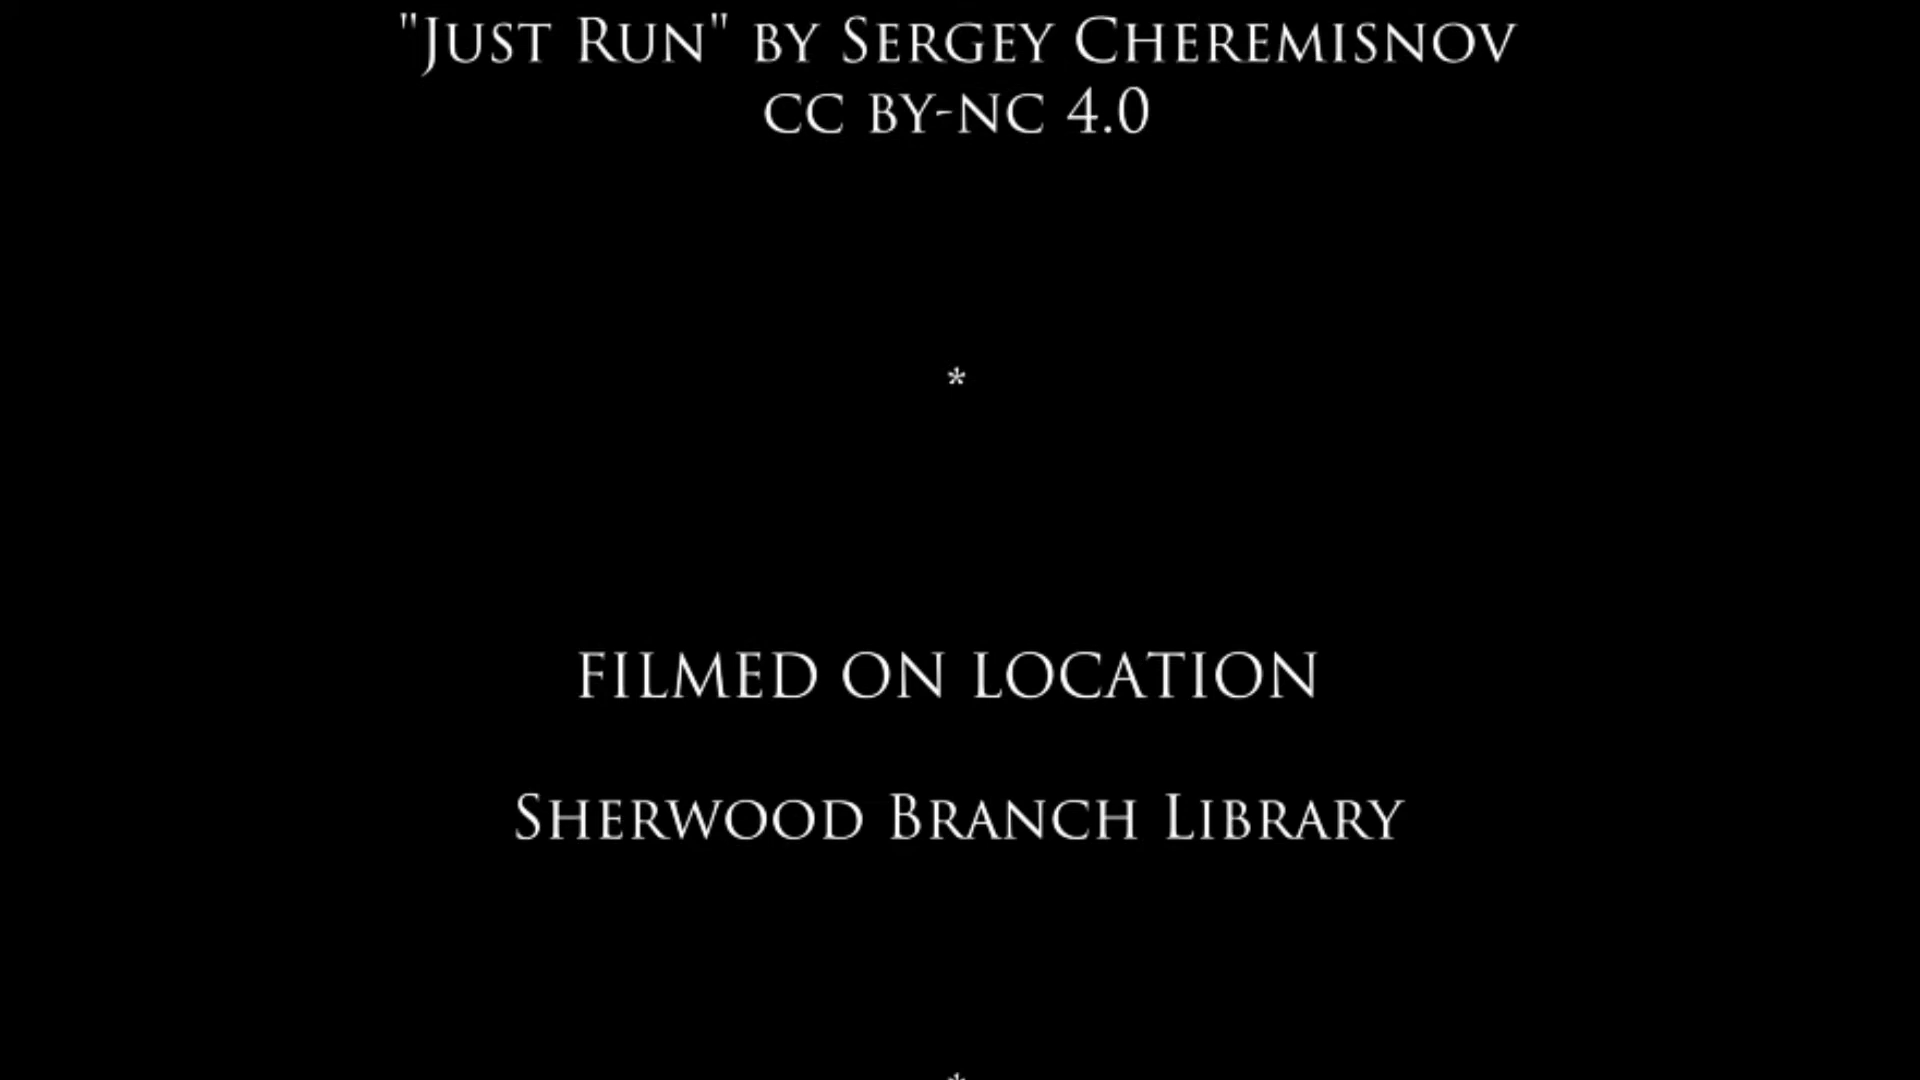 "Just Run" by Sergey Cheremisnov
CC BY-NC 4.0
*
FILMED ON LOCATION
Sherwood Branch Library
*